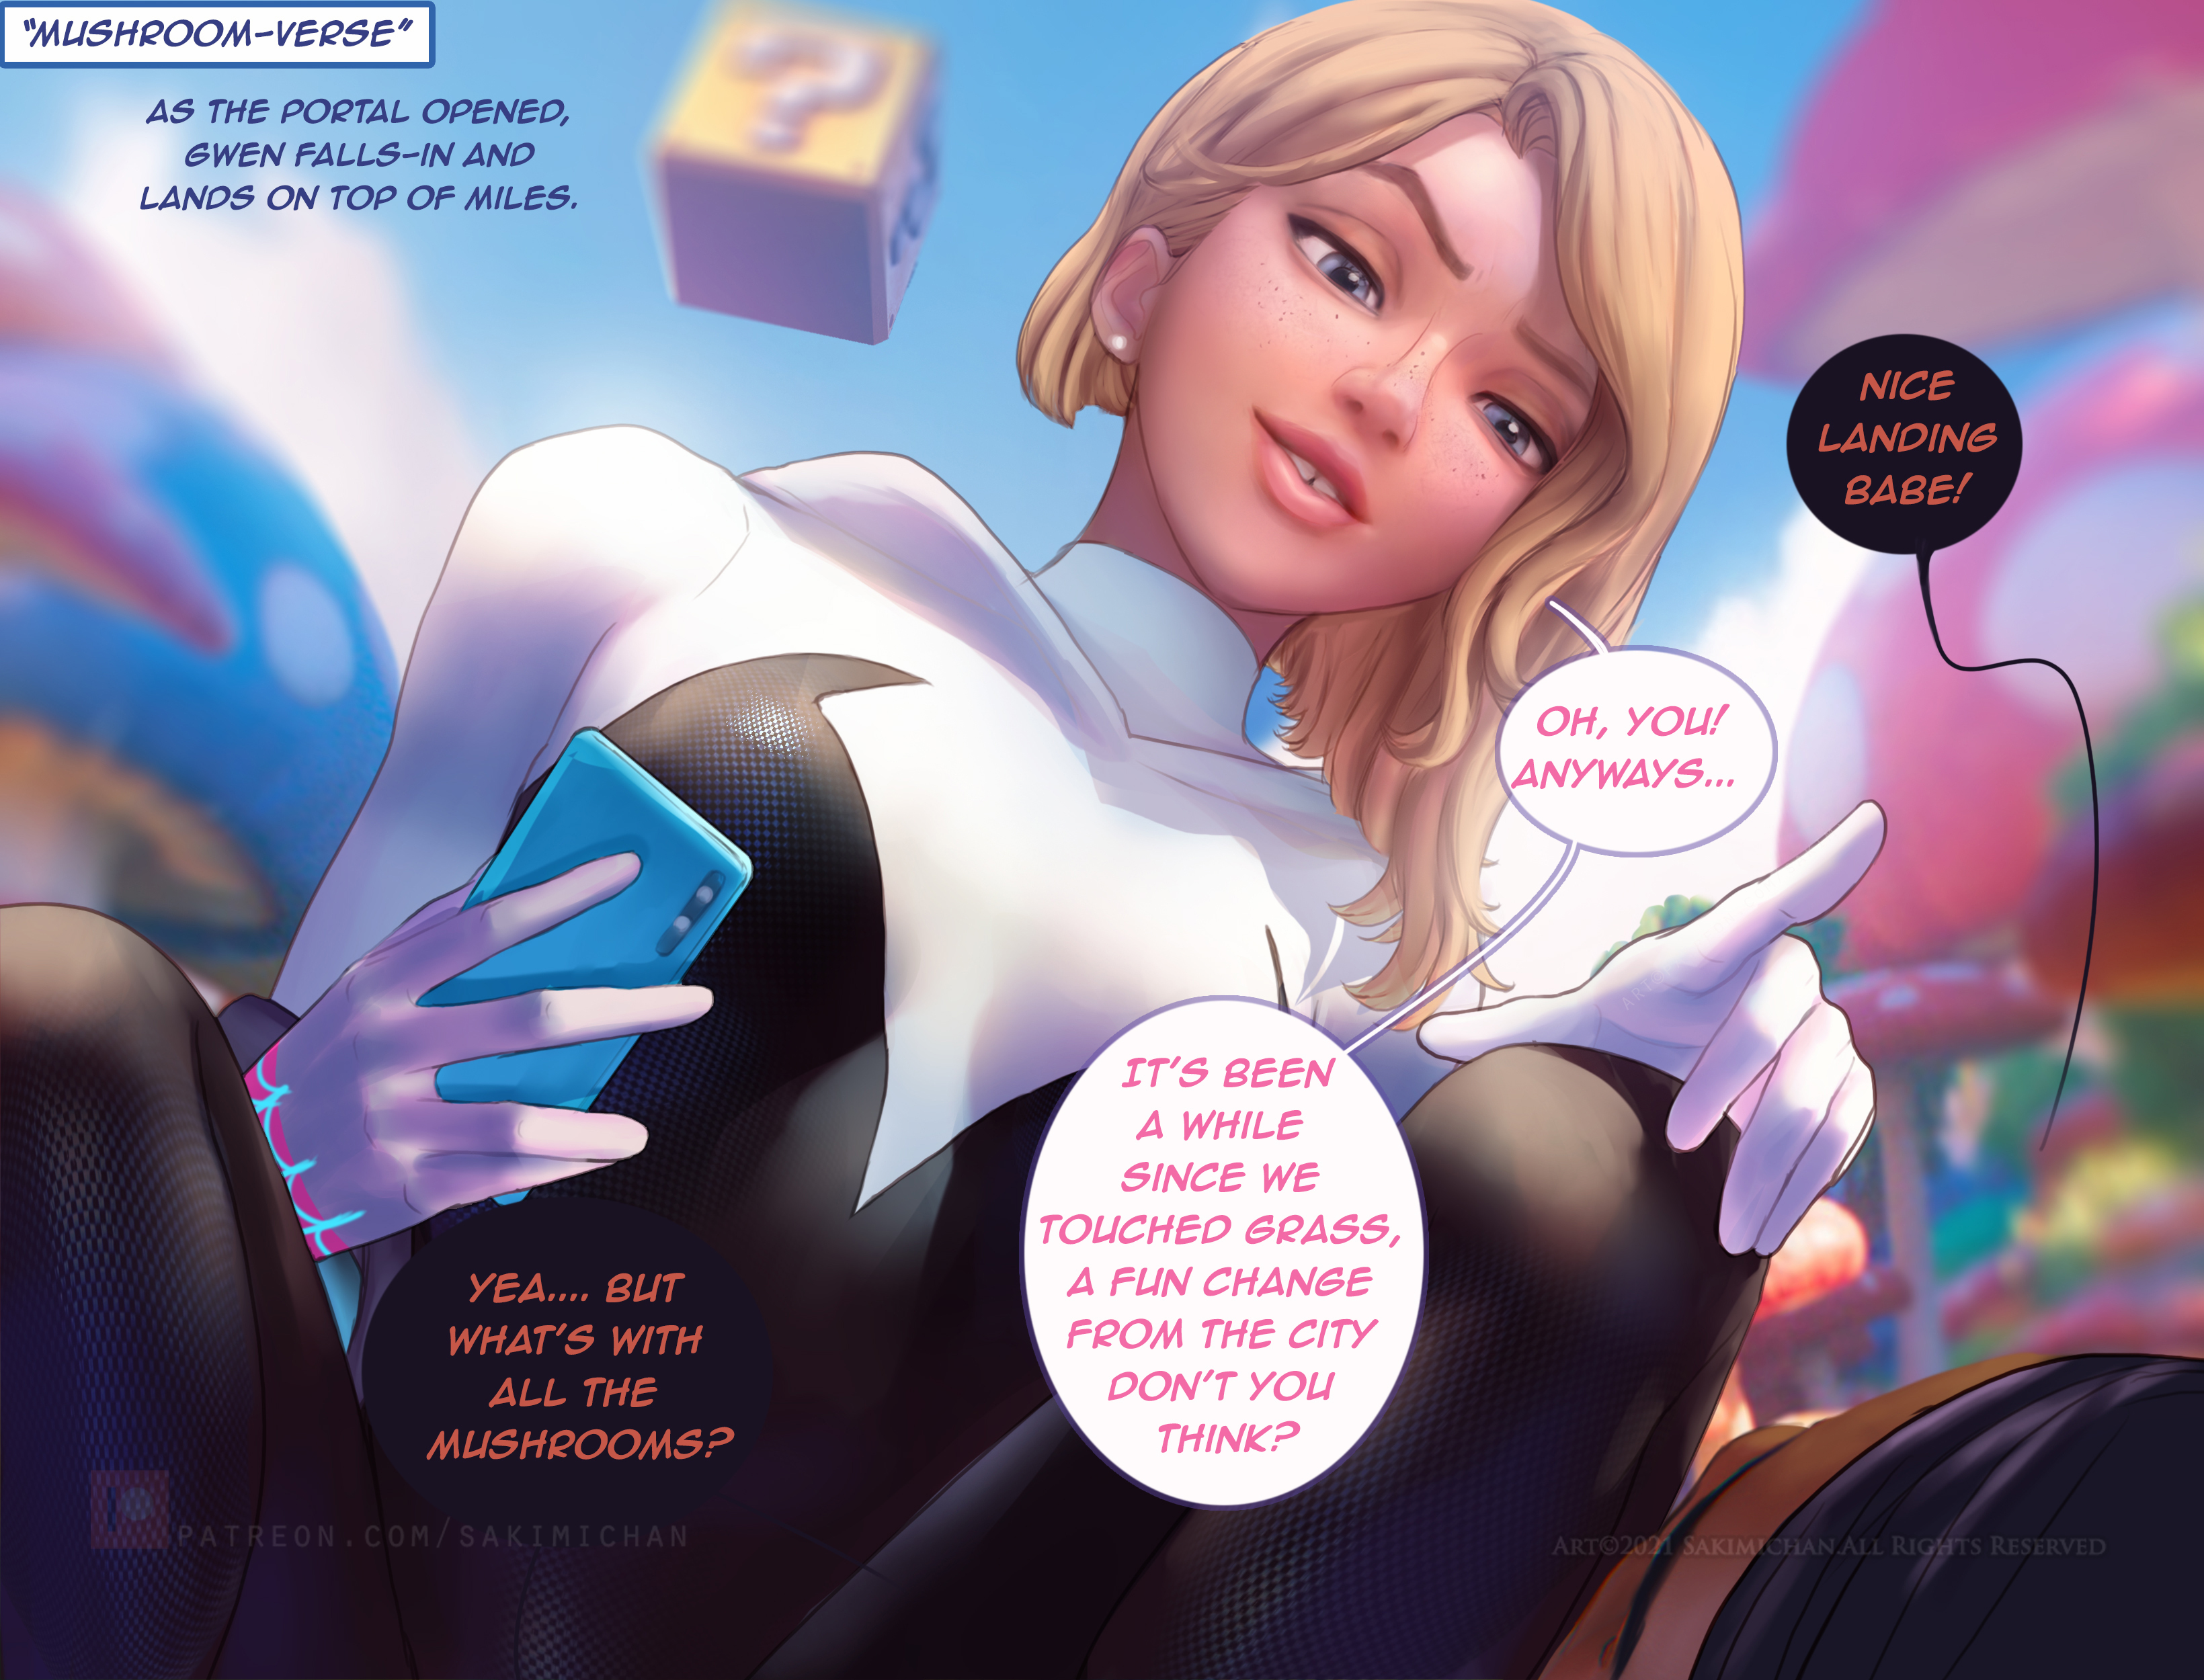 "MUSHROOM-VERSE"
AS THE PORTAL OPENED,
GWEN FALLS-IN AND
LANDS ON TOP OF MILES.
?
NICE
LANDING
BABE!
OH, YOU!
ANYWAYS...
IT'S BEEN
A WHILE
SINCE WE
TOUCHED GRASS,
A FUN CHANGE
FROM THE CITY
DON'T YOU
THINK?
YEA.... BUT
WHAT'S WITH
ALL THE
MUSHROOMS?
PATREON.COM/SAKIMICHAN
ART©2021 SAKIMICHAN.ALL RIGHTS RESERVED